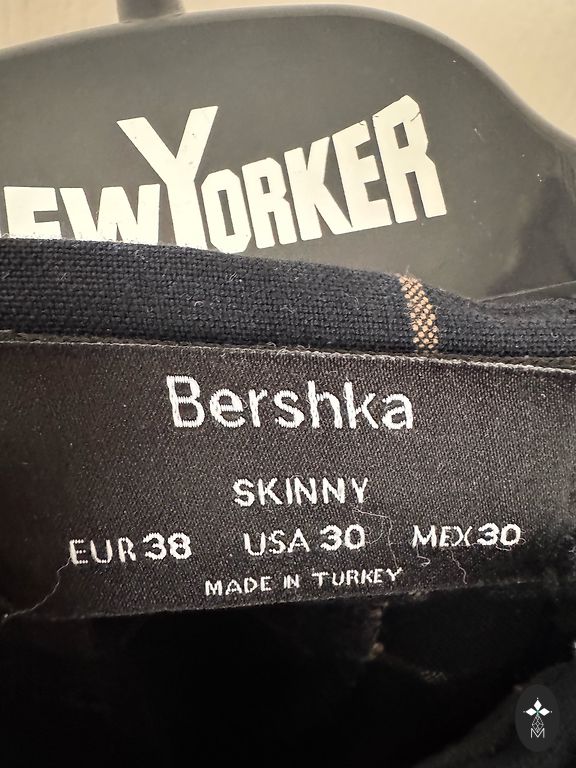 EWYORKER
Bershka
SKINNY
EUR 38 USA 30 MEX 30
MADE IN TURKEY
M